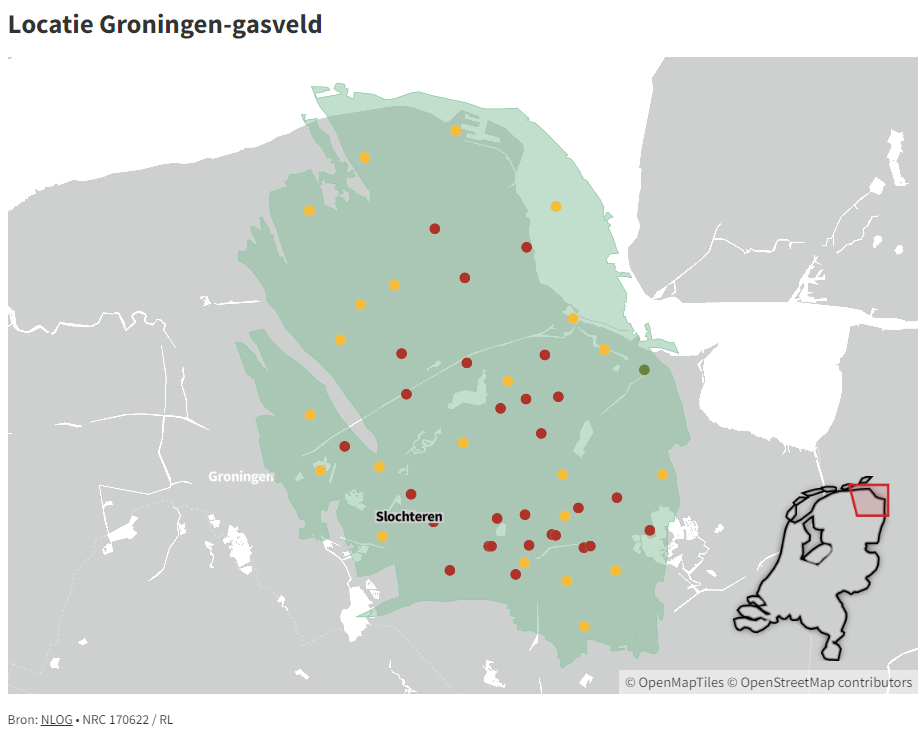 Locatie Groningen-gasveld
Groningen
Slochteren
© OpenMapTiles © OpenStreetMap contributors
Bron: NLOG • NRC 170622 / RL